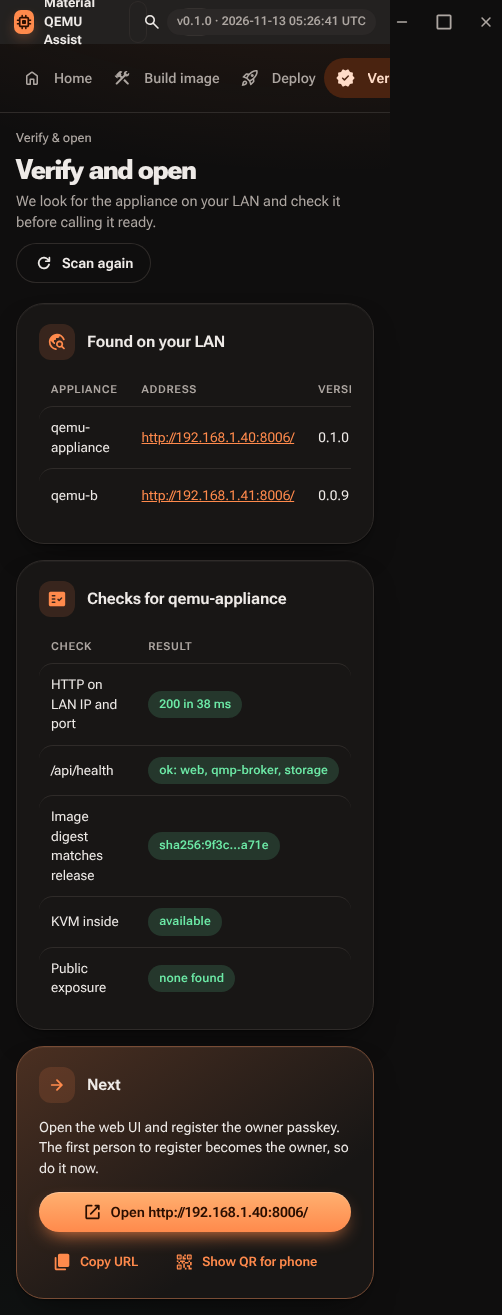 Material
QEMU
Assist
v0.1.0 · 2026-11-13 05:26:41 UTC
Home
Build image
Deploy
Ver
Verify & open
Verify and open
We look for the appliance on your LAN and check it
before calling it ready.
Scan again
Found on your LAN
APPLIANCE ADDRESS VERSI
qemu-
appliance
http://192.168.1.40:8006/ 0.1.0
qemu-b http://192.168.1.41:8006/ 0.0.9
Checks for qemu-appliance
CHECK RESULT
HTTP on
LAN IP and
port
200 in 38 ms
/api/health ok: web, qmp-broker, storage
Image
digest
matches
release
sha256:9f3c…a71e
KVM inside available
Public
exposure
none found
Next
Open the web UI and register the owner passkey.
The first person to register becomes the owner, so
do it now.
Open http://192.168.1.40:8006/
Copy URL
Show QR for phone